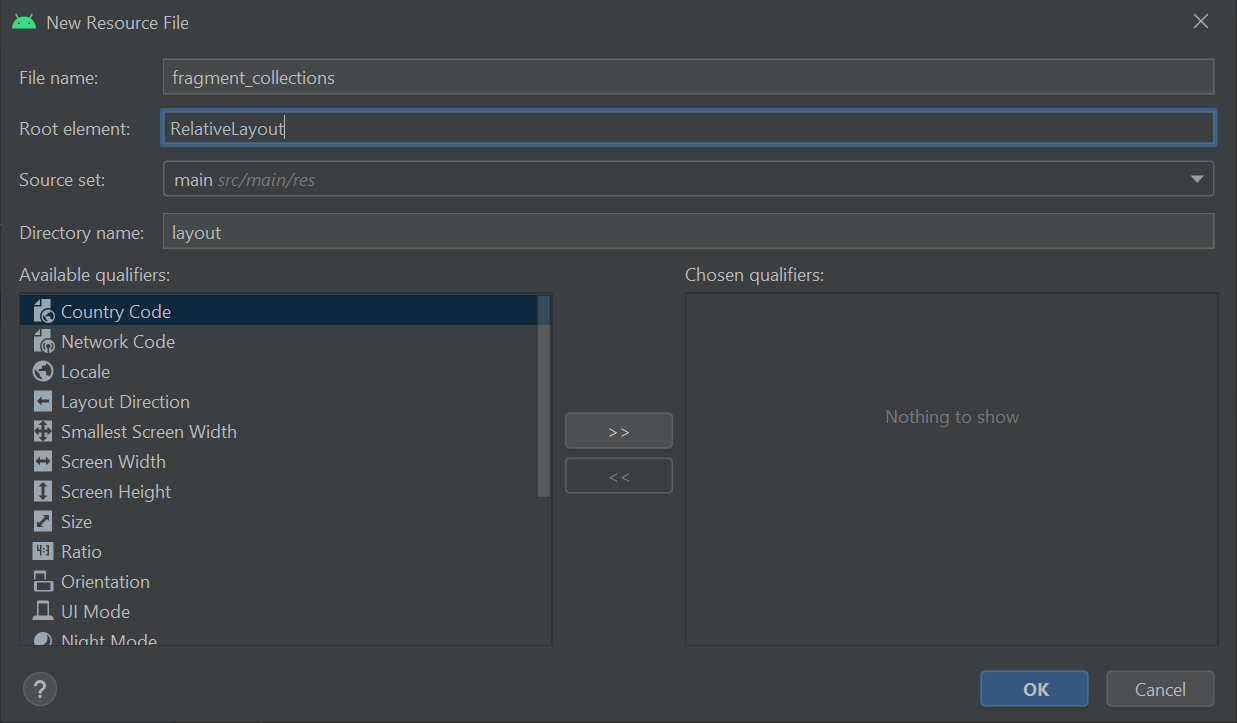 New Resource File
File name: fragment_collections
Root element: RelativeLayout
Source set: main src/main/res
Directory name: layout
Available qualifiers: Chosen qualifiers:
Country Code
Network Code
Locale
Layout Direction
Smallest Screen Width
Screen Width
Screen Height
Size
4:3 Ratio
Orientation
UI Mode
Night Mode
>>
<<
Nothing to show
? OK Cancel